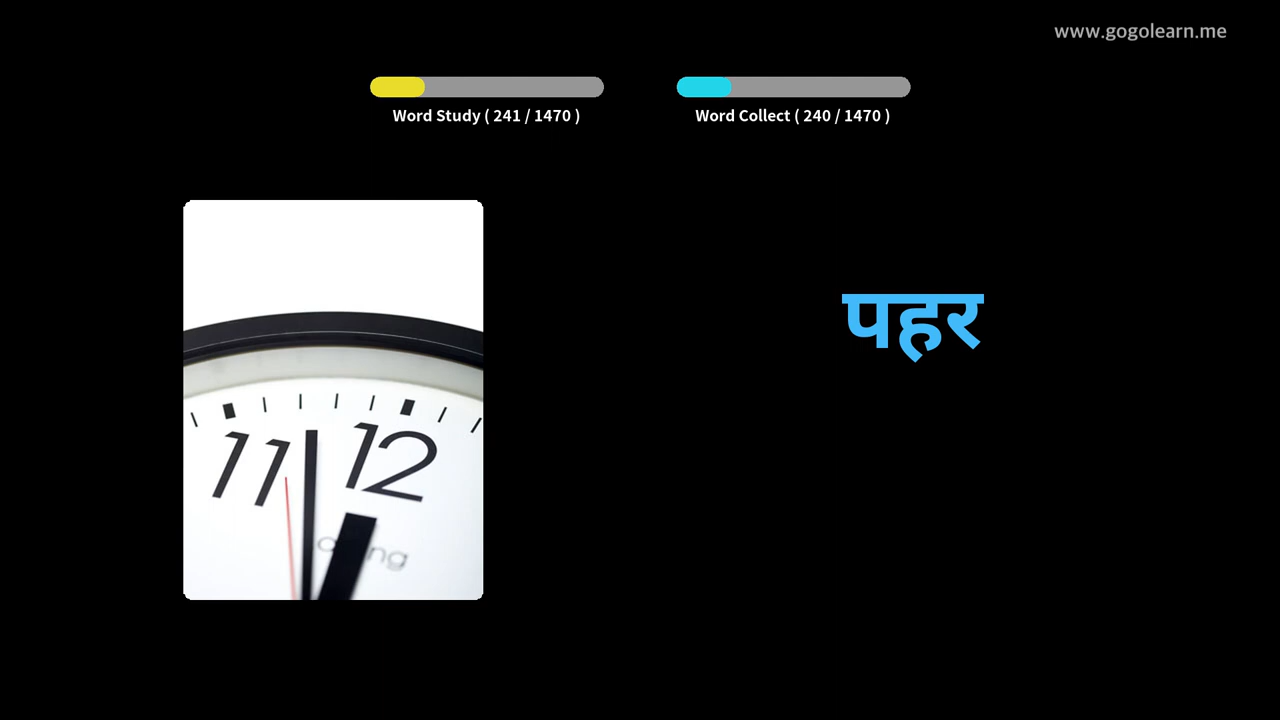 www.gogolearn.me
Word Study ( 241 / 1470 )
Word Collect ( 240 / 1470 )
पहर
11 12